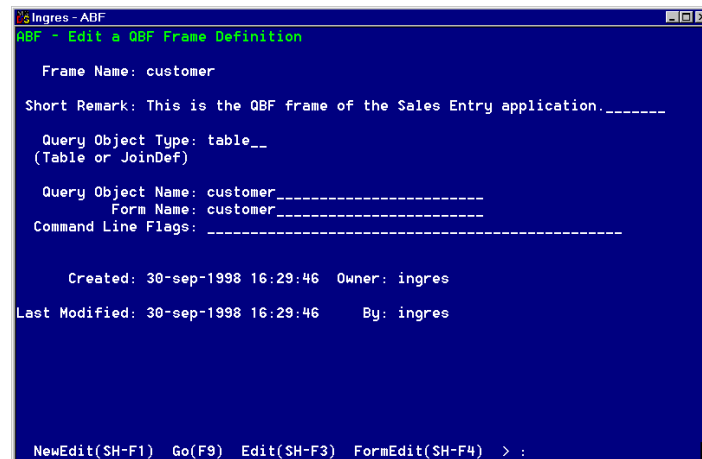 Ingres - ABF
ABF - Edit a QBF Frame Definition
Frame Name: customer
Short Remark: This is the QBF frame of the Sales Entry application._______
Query Object Type: table__
(Table or JoinDef)
Query Object Name: customer________________________
Form Name: customer________________________
Command Line Flags: ________________________________________________
Created: 30-sep-1998 16:29:46 Owner: ingres
Last Modified: 30-sep-1998 16:29:46 By: ingres
NewEdit(SH-F1) Go(F9) Edit(SH-F3) FormEdit(SH-F4) > :